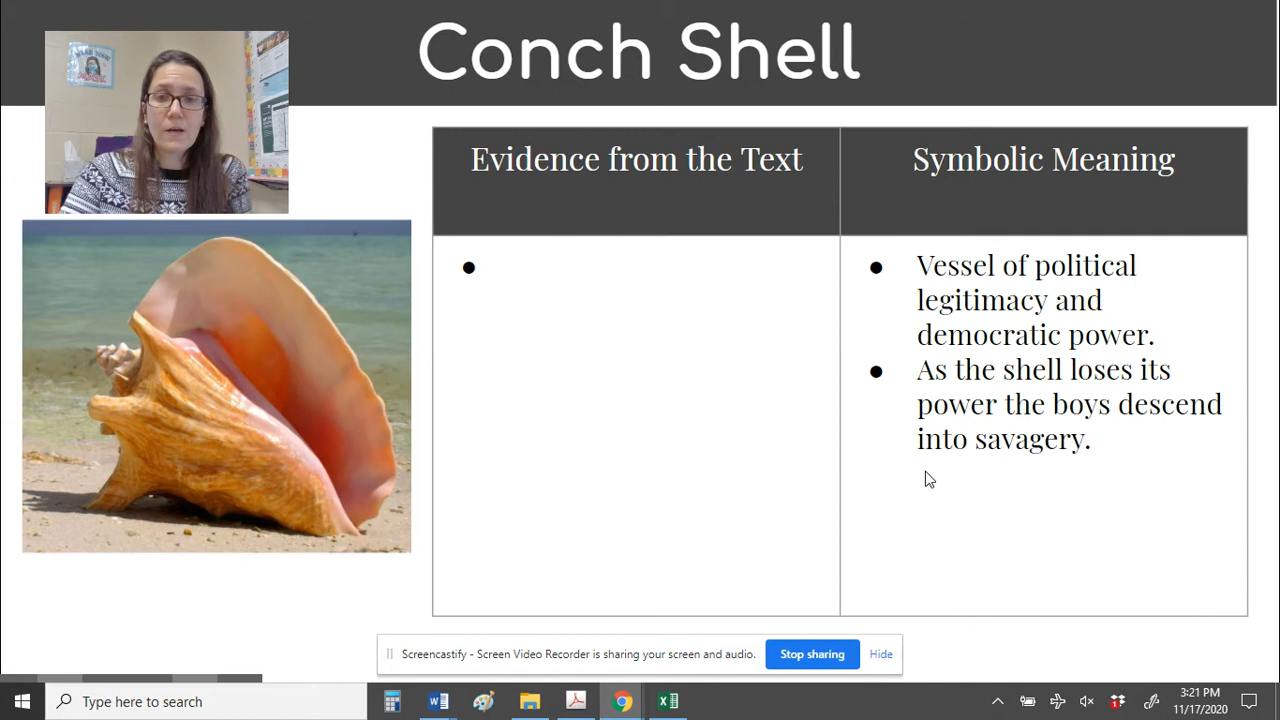 Conch Shell
Evidence from the Text
Symbolic Meaning
●
● Vessel of political
legitimacy and
democratic power.
● As the shell loses its
power the boys descend
into savagery.
Screencastify - Screen Video Recorder is sharing your screen and audio.
Stop sharing
Hide
Type here to search
3:21 PM
11/17/2020